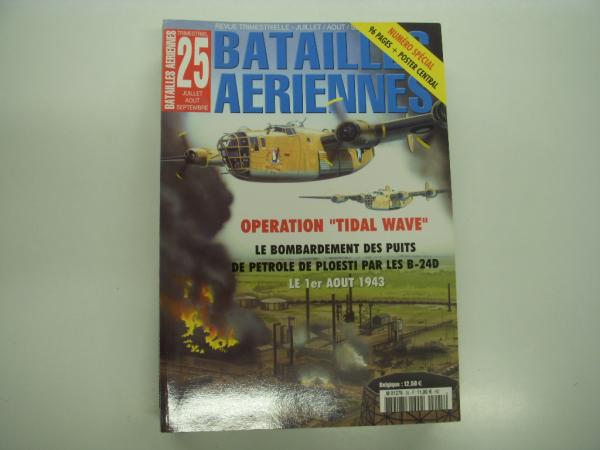 REVUE TRIMESTRIELLE - JUILLET / AOUT /
BATAILLES
AERIENNES
BATAILLES AERIENNES
TRIMESTRIEL
25
JUILLET
AOUT
SEPTEMBRE
NUMÉRO SPÉCIAL
96 PAGES + POSTER CENTRAL
OPERATION "TIDAL WAVE"
LE BOMBARDEMENT DES PUITS
DE PETROLE DE PLOESTI PAR LES B-24D
LE 1er AOUT 1943
Belgique : 12,50 €